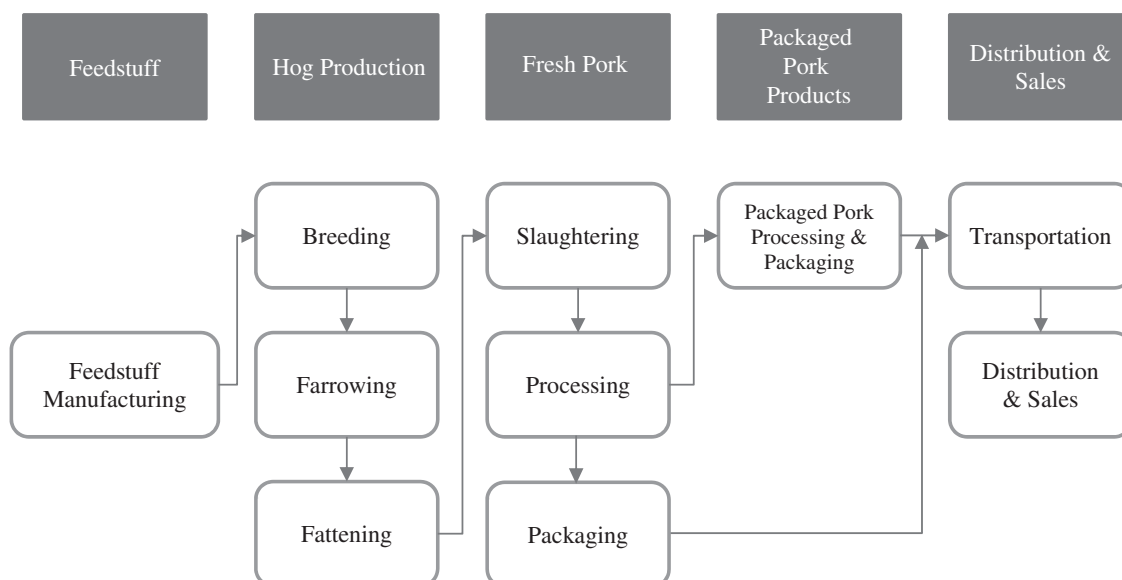 Feedstuff
Hog Production
Fresh Pork
Packaged
Pork
Products
Distribution &
Sales
Breeding
Slaughtering
Packaged Pork
Processing &
Packaging
Transportation
Feedstuff
Manufacturing
Farrowing
Processing
Distribution
& Sales
Fattening
Packaging